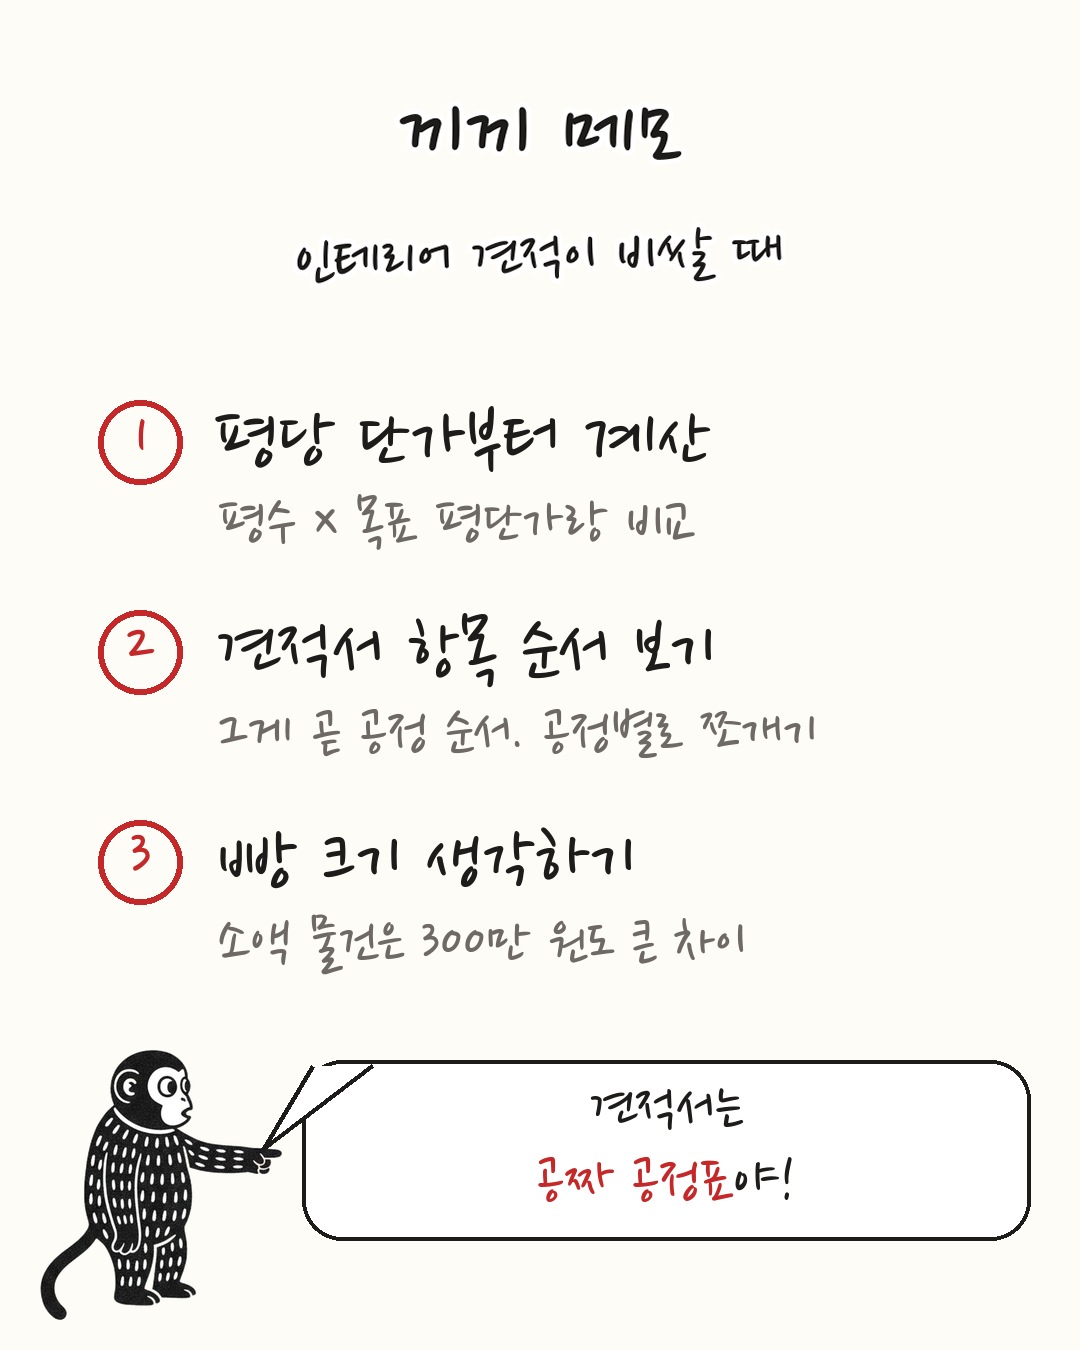 끼끼 메모
인테리어 견적이 비쌀 때
1 평당 단가부터 계산
평수 x 목표 평단가랑 비교
2 견적서 항목 순서 보기
그게 곧 공정 순서. 공정별로 쪼개기
3 빵 크기 생각하기
소액 물건은 300만 원도 큰 차이
견적서는
공짜 공정표야!